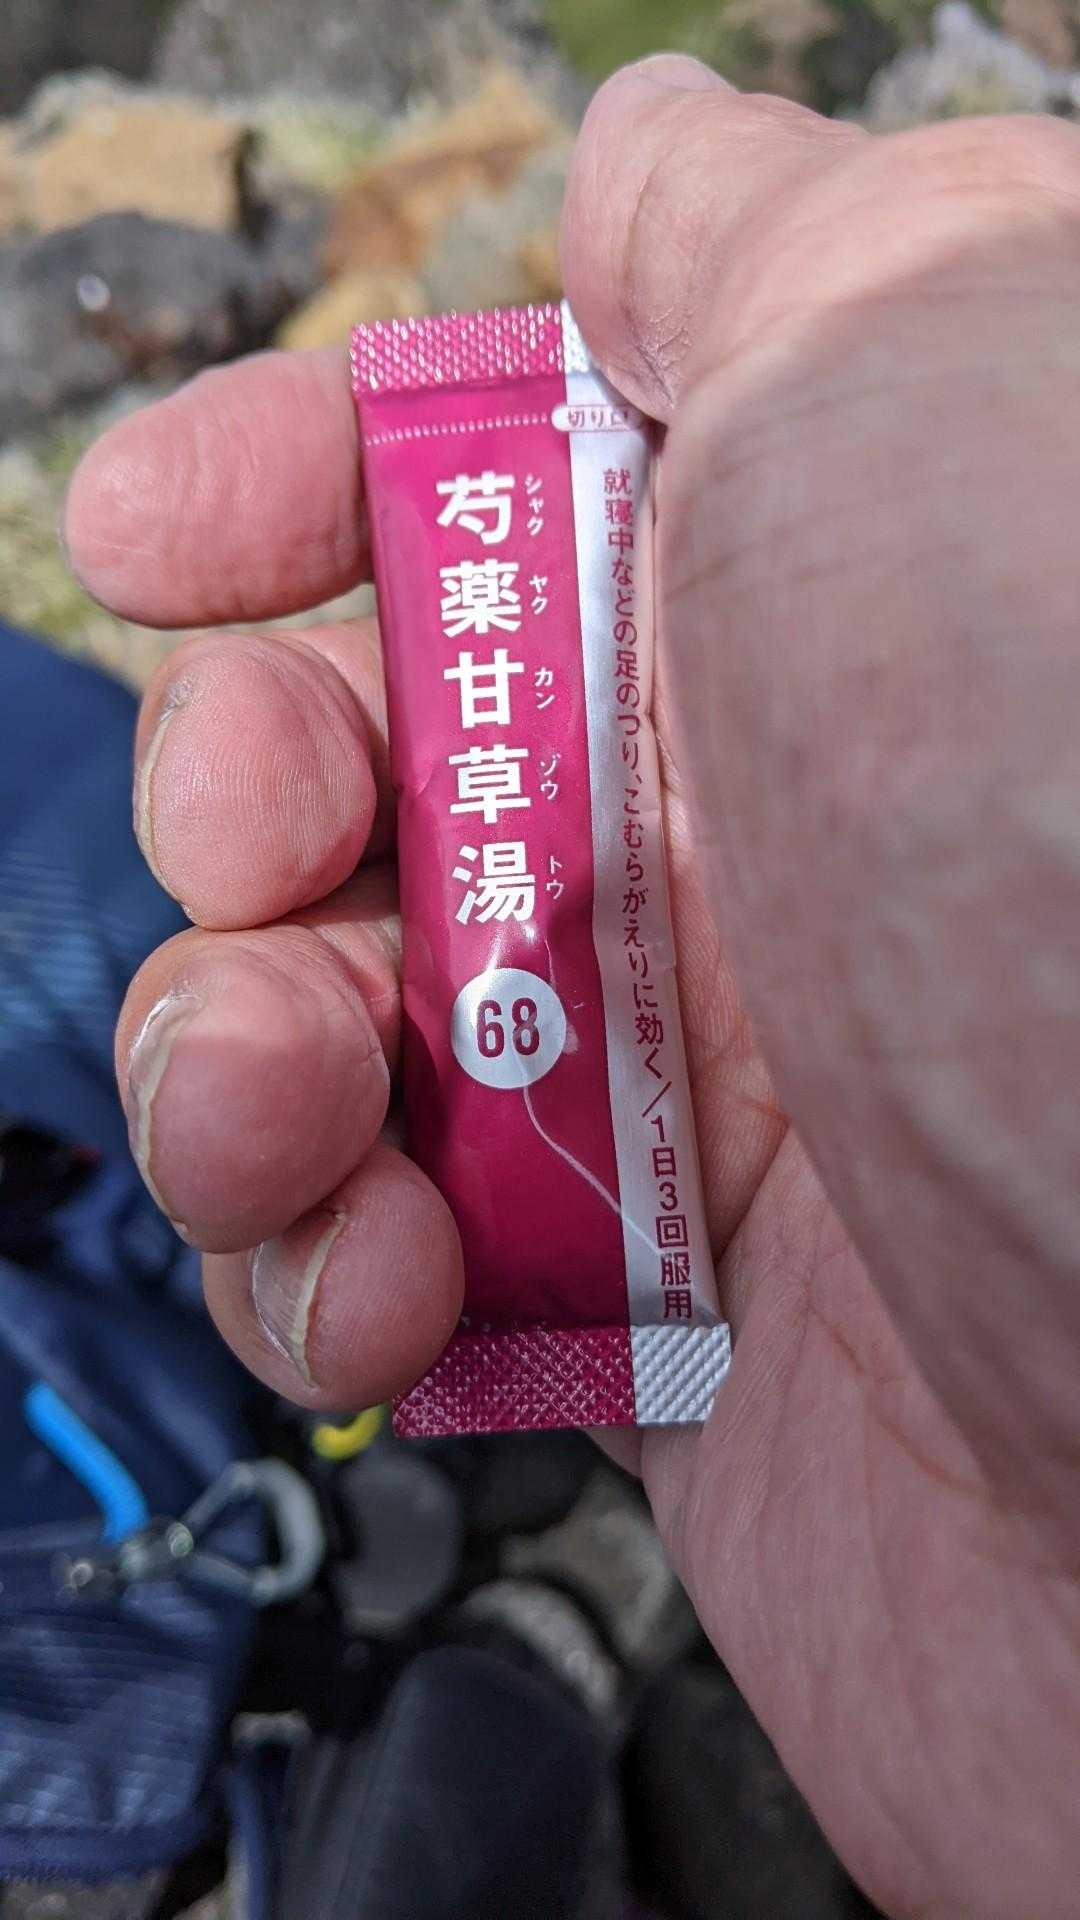 切り口
芍薬甘草湯
シャク ヤク カン ゾウ トウ
68
就寝中などの足のつり、こむらがえりに効く／1日3回服用